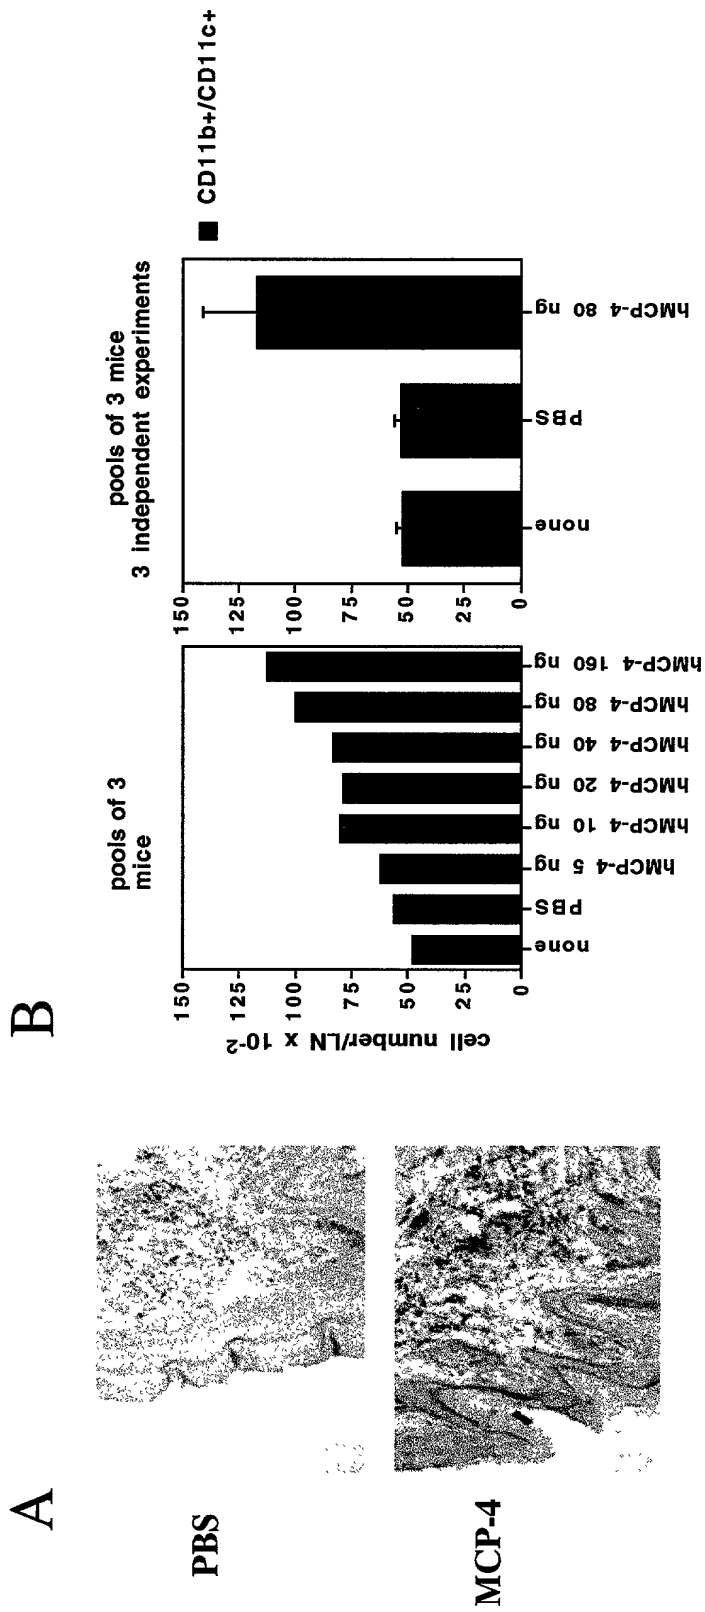 A
PBS
MCP-4
B
pools of 3
mice
cell number/LN x 10-2
150
125
100
75
50
25
0
none
PBS
hMCP-4 5 ng
hMCP-4 10 ng
hMCP-4 20 ng
hMCP-4 40 ng
hMCP-4 80 ng
hMCP-4 160 ng
pools of 3 mice
3 independent experiments
150
125
100
75
50
25
0
none
PBS
hMCP-4 80 ng
CD11b+/CD11c+